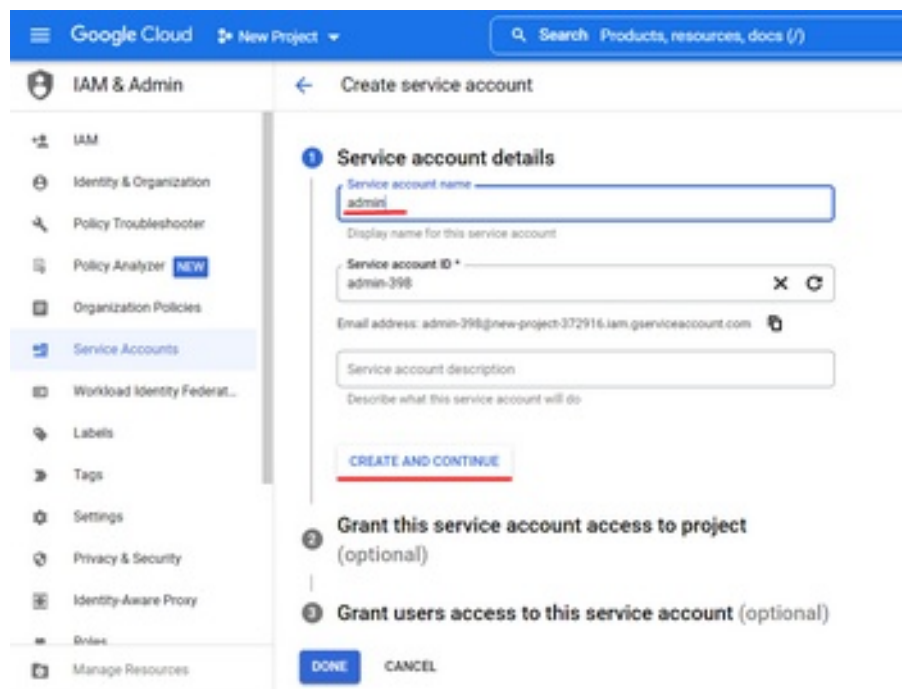 Google Cloud
New Project
Search Products, resources, docs (/)
IAM & Admin
Create service account
IAM
Identity & Organization
Policy Troubleshooter
Policy Analyzer NEW
Organization Policies
Service Accounts
Workload Identity Federat...
Labels
Tags
Settings
Privacy & Security
Identity-Aware Proxy
Roles
Manage Resources
1 Service account details
Service account name
admin
Display name for this service account
Service account ID *
admin-398
Email address: admin-398@new-project-372916.iam.gserviceaccount.com
Service account description
Describe what this service account will do
CREATE AND CONTINUE
2 Grant this service account access to project
(optional)
3 Grant users access to this service account (optional)
DONE
CANCEL